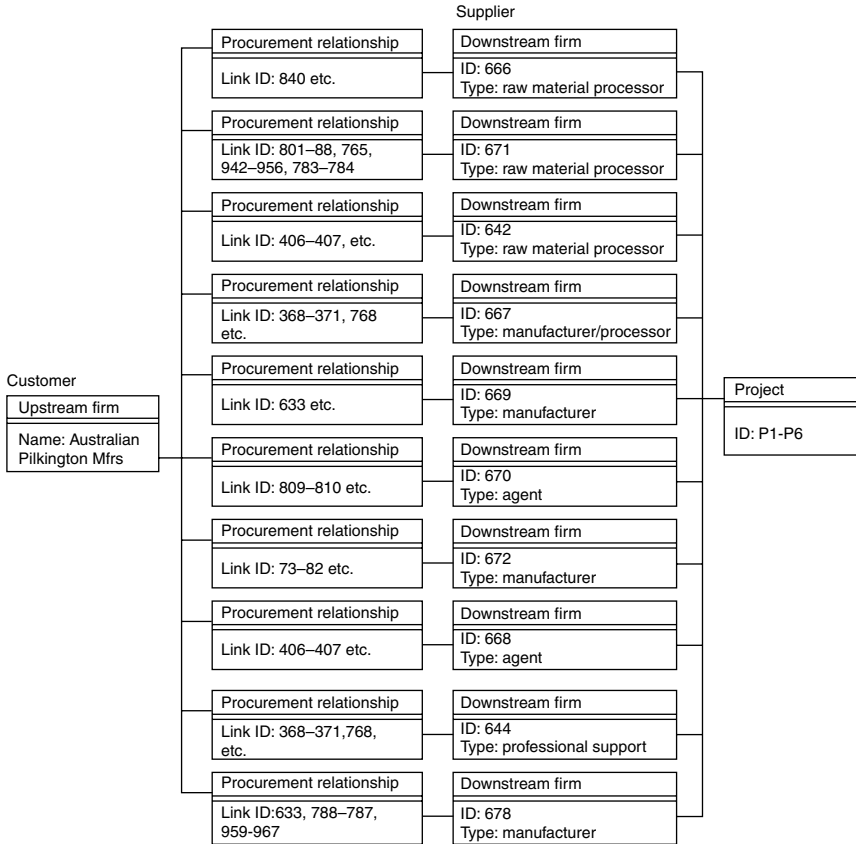 Supplier
Procurement relationship
Link ID: 840 etc.
Downstream firm
ID: 666
Type: raw material processor
Procurement relationship
Link ID: 801–88, 765,
942–956, 783–784
Downstream firm
ID: 671
Type: raw material processor
Procurement relationship
Link ID: 406–407, etc.
Downstream firm
ID: 642
Type: raw material processor
Procurement relationship
Link ID: 368–371, 768
etc.
Downstream firm
ID: 667
Type: manufacturer/processor
Customer
Upstream firm
Name: Australian
Pilkington Mfrs
Procurement relationship
Link ID: 633 etc.
Downstream firm
ID: 669
Type: manufacturer
Project
ID: P1-P6
Procurement relationship
Link ID: 809–810 etc.
Downstream firm
ID: 670
Type: agent
Procurement relationship
Link ID: 73–82 etc.
Downstream firm
ID: 672
Type: manufacturer
Procurement relationship
Link ID: 406–407 etc.
Downstream firm
ID: 668
Type: agent
Procurement relationship
Link ID: 368–371,768,
etc.
Downstream firm
ID: 644
Type: professional support
Procurement relationship
Link ID:633, 788–787,
959-967
Downstream firm
ID: 678
Type: manufacturer